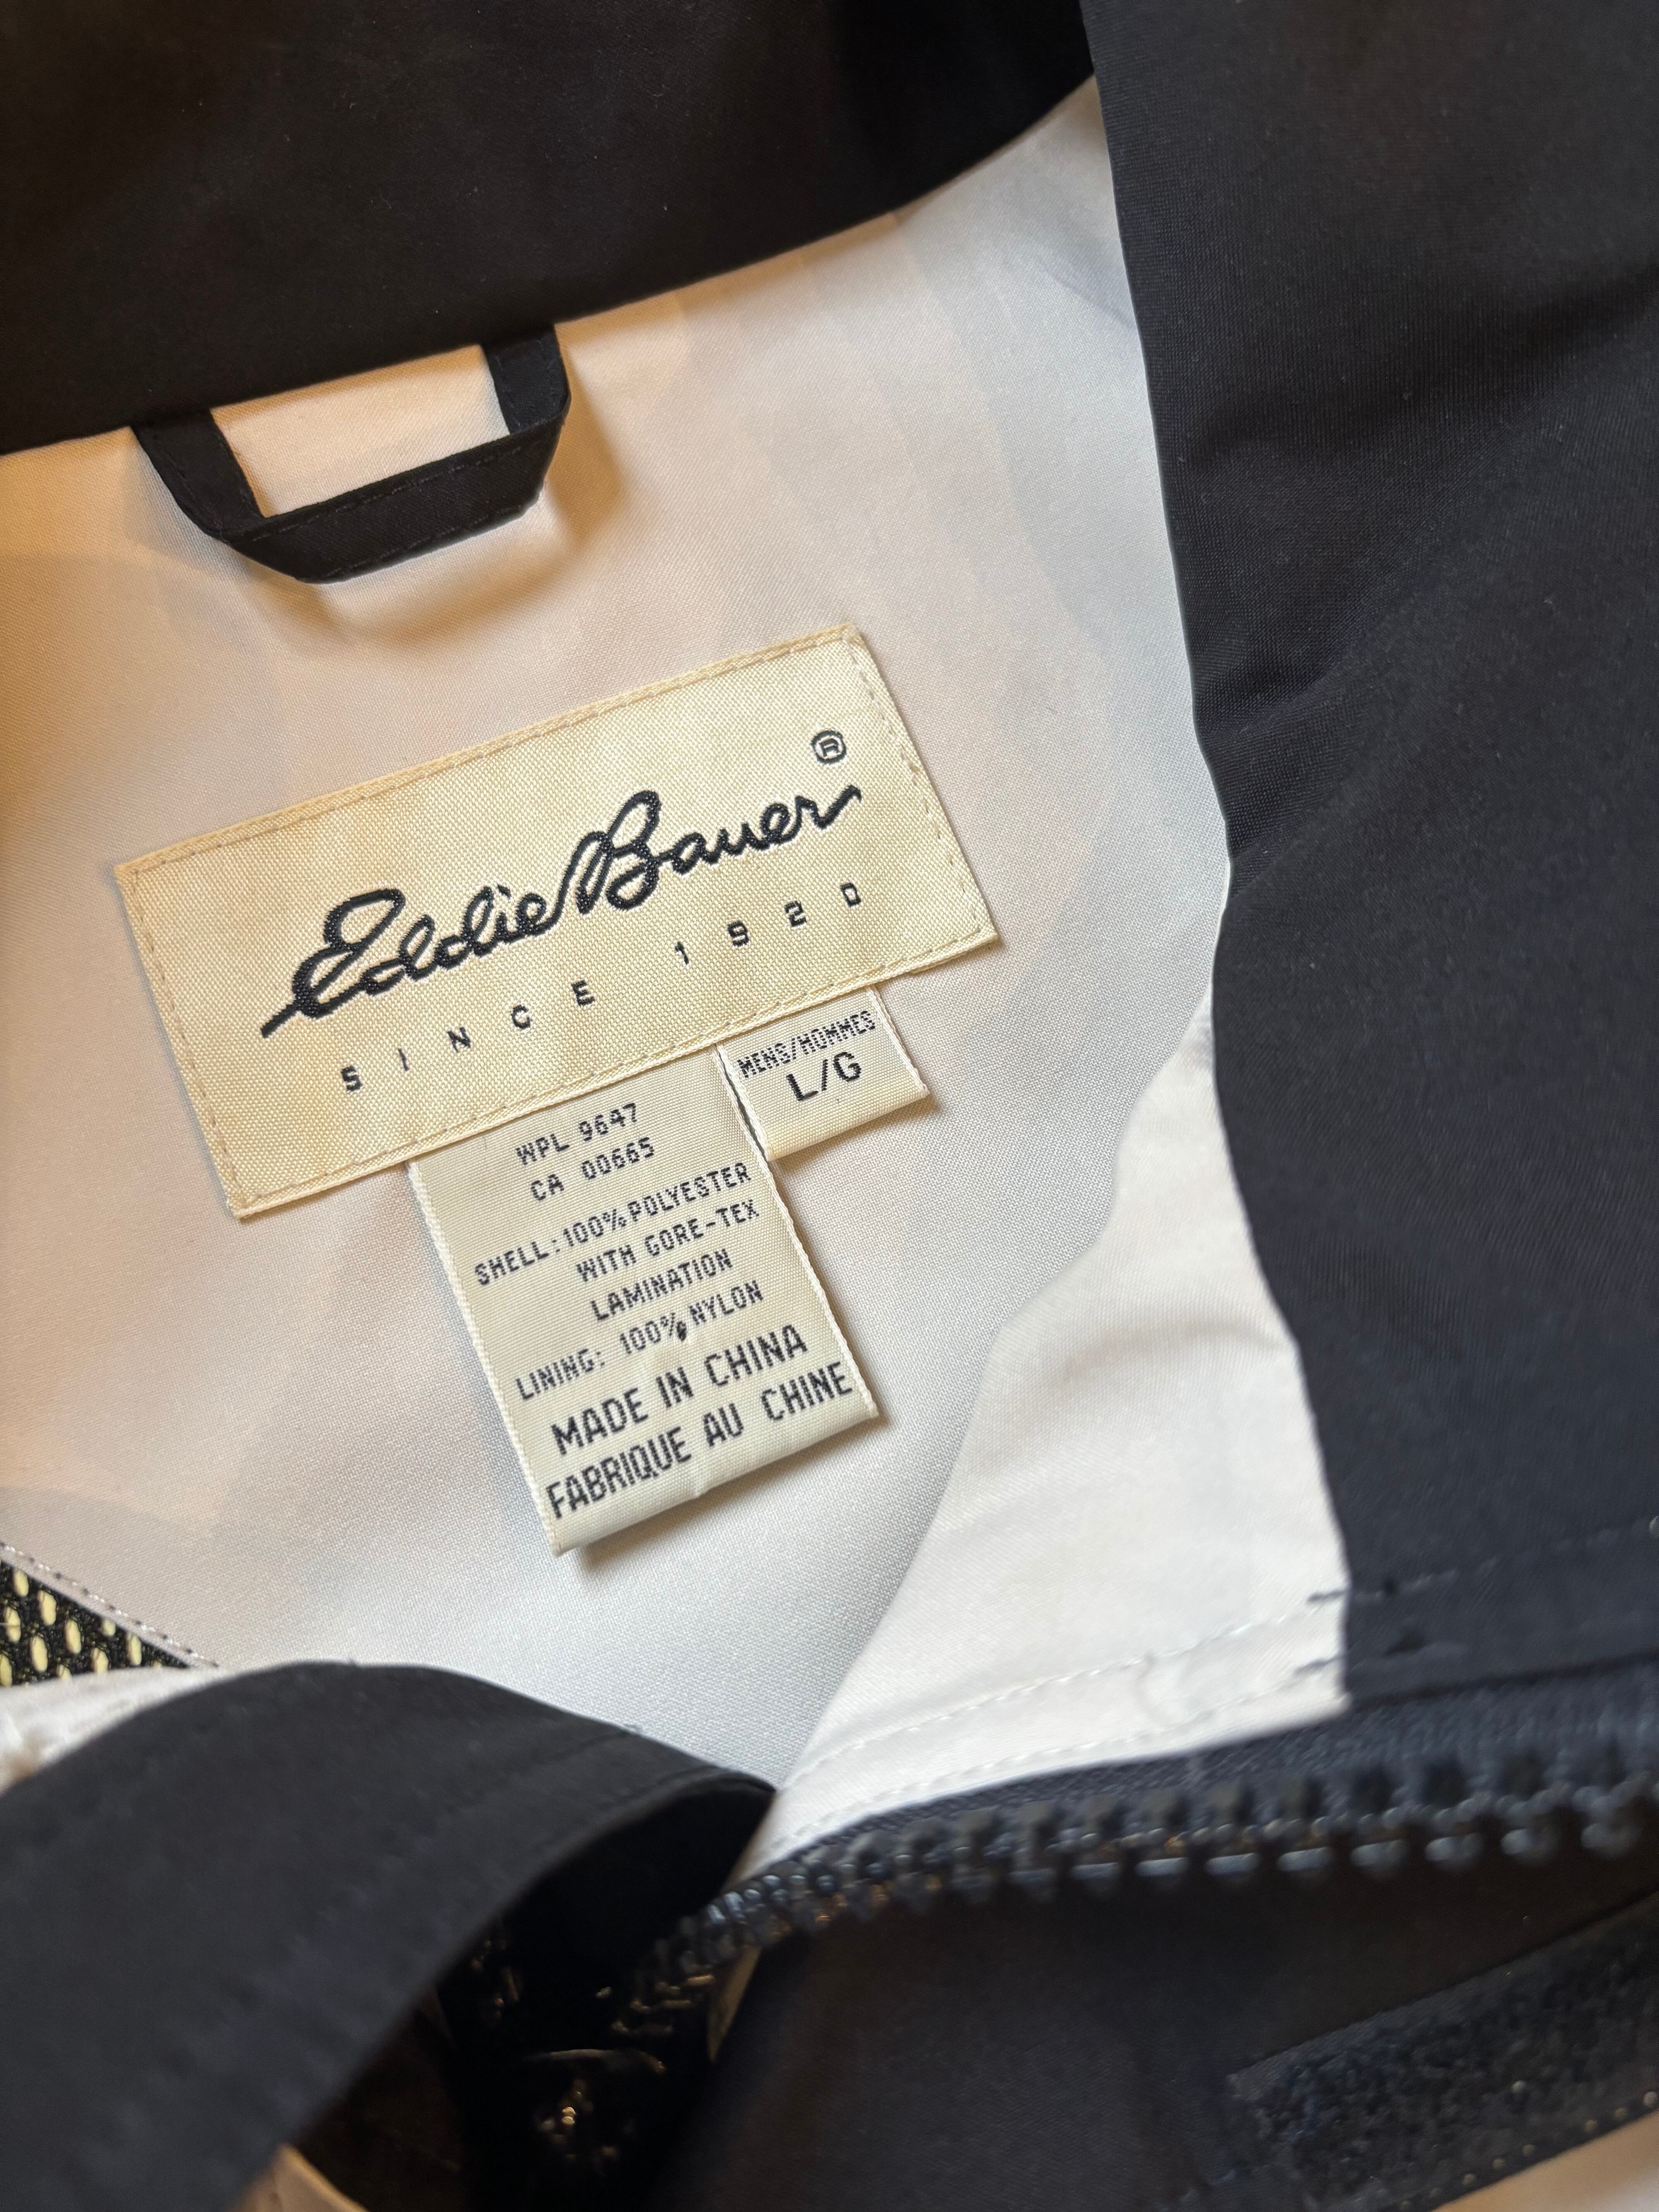 Eddie Bauer ®
SINCE 1920
MENS/HOMMES
L/G
WPL 9647
CA 00665
SHELL:100%POLYESTER
WITH GORE-TEX
LAMINATION
LINING: 100% NYLON
MADE IN CHINA
FABRIQUE AU CHINE